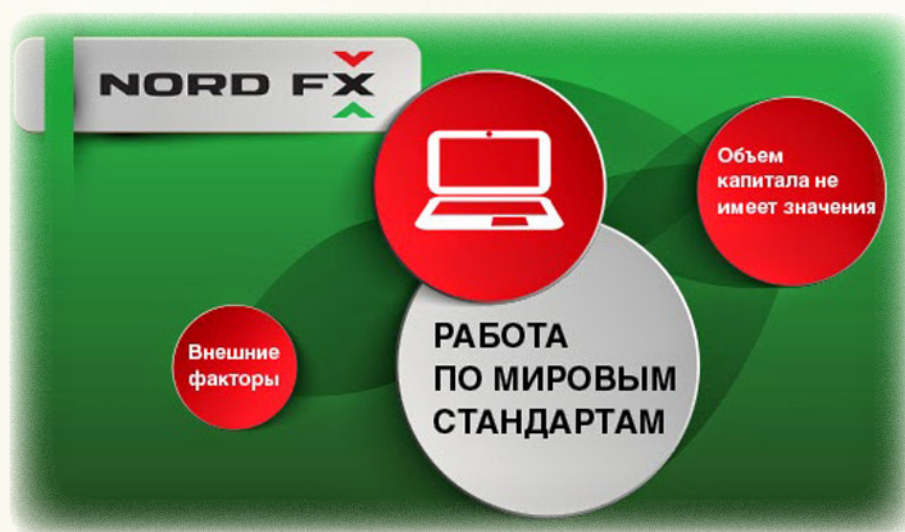 NORD FX
Объем
капитала не
имеет значения
РАБОТА
ПО МИРОВЫМ
СТАНДАРТАМ
Внешние
факторы